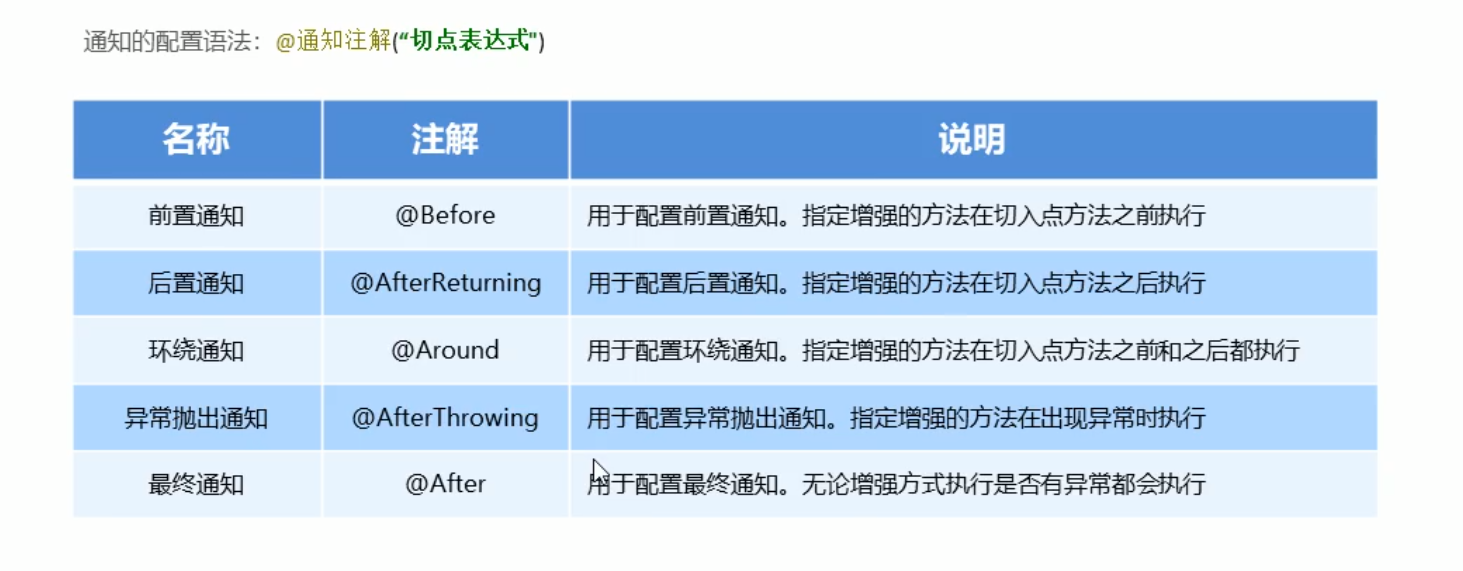 通知的配置语法：@通知注解(“切点表达式")
名称 注解 说明
前置通知 @Before 用于配置前置通知。指定增强的方法在切入点方法之前执行
后置通知 @AfterReturning 用于配置后置通知。指定增强的方法在切入点方法之后执行
环绕通知 @Around 用于配置环绕通知。指定增强的方法在切入点方法之前和之后都执行
异常抛出通知 @AfterThrowing 用于配置异常抛出通知。指定增强的方法在出现异常时执行
最终通知 @After 用于配置最终通知。无论增强方式执行是否有异常都会执行